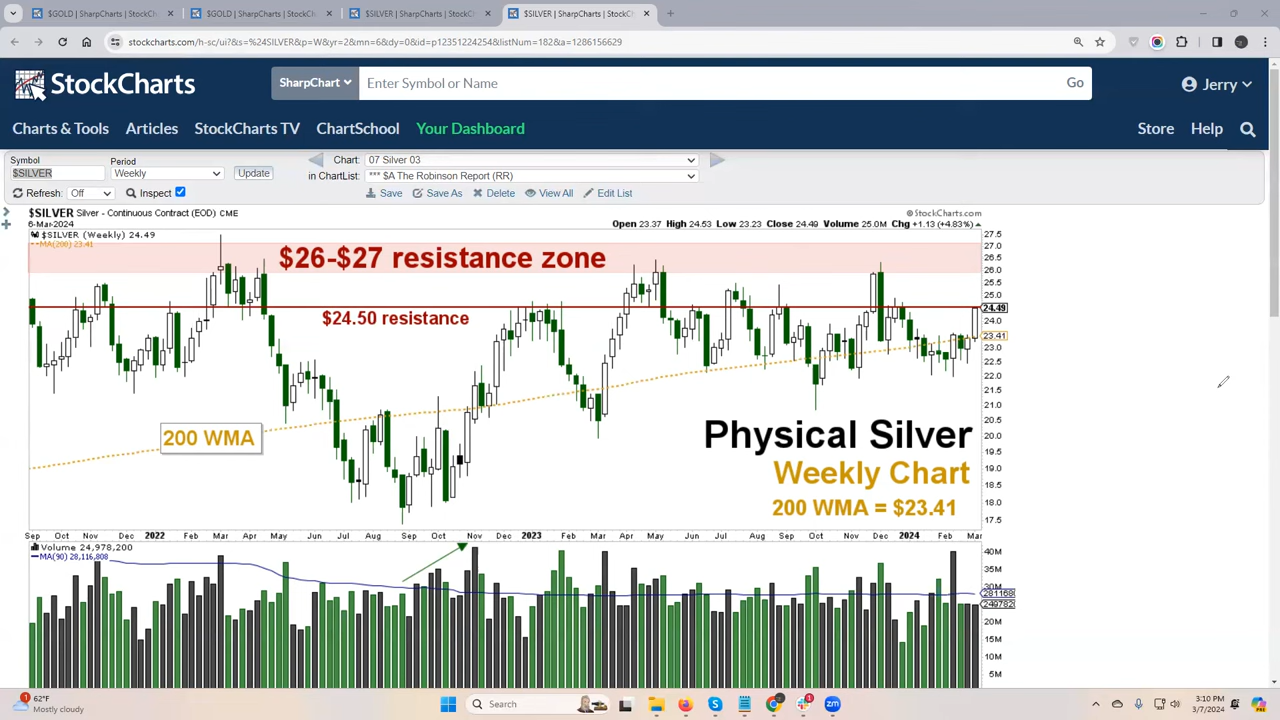 $GOLD | SharpCharts | StockCh
$GOLD | SharpCharts | StockCh
$SILVER | SharpCharts | StockC
$SILVER | SharpCharts | StockC
stockcharts.com/h-sc/ui?&s=%24SILVER&p=W&yr=2&mn=6&dy=0&id=p12351224254&listNum=182&a=1286156629
StockCharts
SharpChart
Enter Symbol or Name
Go
Jerry
Charts & Tools Articles StockCharts TV ChartSchool Your Dashboard Store Help
Symbol Period Chart: 07 Silver 03
$SILVER Weekly Update in ChartList: *** $A The Robinson Report (RR)
Refresh: Off Inspect Save Save As Delete View All Edit List
$SILVER Silver - Continuous Contract (EOD) CME © StockCharts.com
6-Mar-2024 Open 23.37 High 24.53 Low 23.23 Close 24.49 Volume 25.0M Chg +1.13 (+4.83%)
$SILVER (Weekly) 24.49
MA(200) 23.41
$26-$27 resistance zone
$24.50 resistance
200 WMA
Physical Silver
Weekly Chart
200 WMA = $23.41
27.5
27.0
26.5
26.0
25.5
25.0
24.49
24.0
23.41
23.0
22.5
22.0
21.5
21.0
20.5
20.0
19.5
19.0
18.5
18.0
17.5
Sep Oct Nov Dec 2022 Feb Mar Apr May Jun Jul Aug Sep Oct Nov Dec 2023 Feb Mar Apr May Jun Jul Aug Sep Oct Nov Dec 2024 Feb Mar
Volume 24,978,200
MA(90) 28,116,808
40M
35M
30M
281168
249782
20M
15M
10M
5M
1
62°F
Mostly cloudy
Search
zm
3:10 PM
3/7/2024